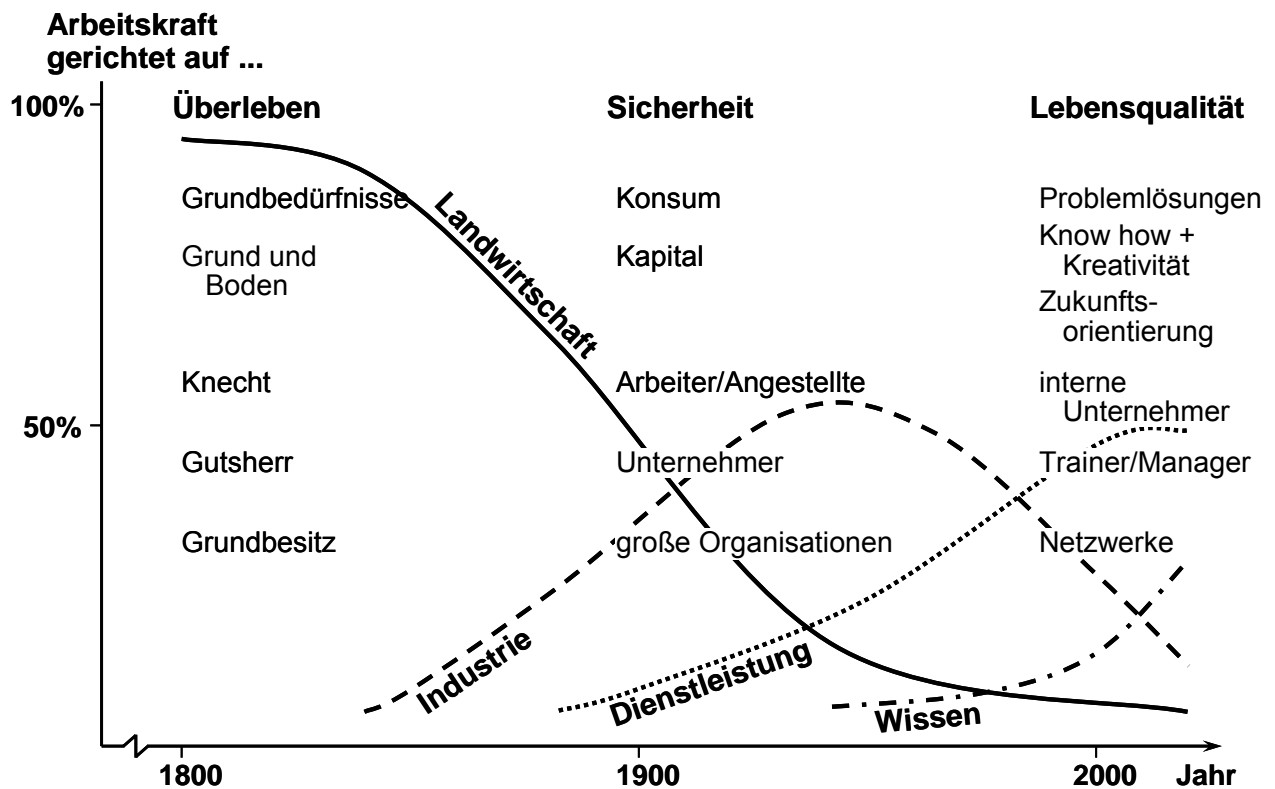 Arbeitskraft
gerichtet auf ...
100%
Überleben
Sicherheit
Lebensqualität
Grundbedürfnisse
Konsum
Problemlösungen
Grund und
Boden
Kapital
Know how +
Kreativität
Zukunfts-
orientierung
Landwirtschaft
Knecht
Arbeiter/Angestellte
interne
Unternehmer
50%
Gutsherr
Unternehmer
Trainer/Manager
Grundbesitz
große Organisationen
Netzwerke
Industrie
Dienstleistung
Wissen
1800
1900
2000
Jahr